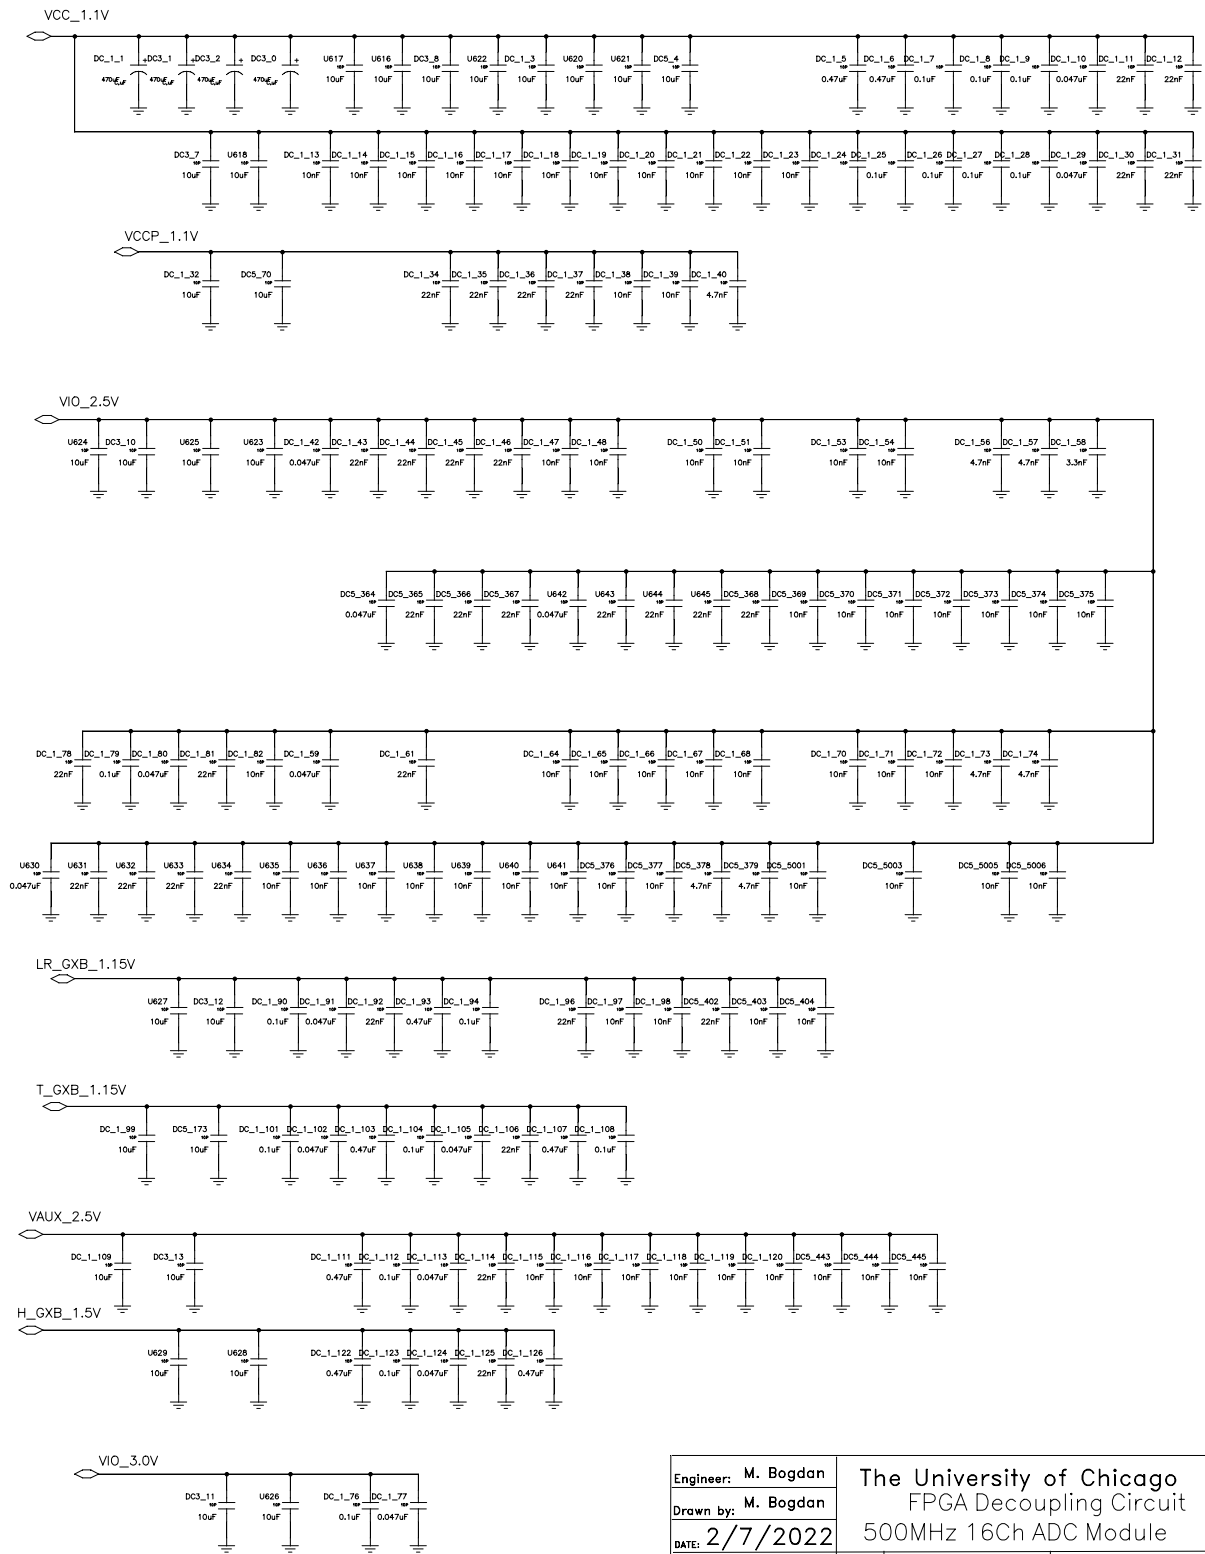 VCC_1.1V
DC_1_1 DC3_1 DC3_2 DC3_0 U617 U616 DC3_8 U622 DC_1_3 U620 U621 DC5_4 DC_1_5 DC_1_6 DC_1_7 DC_1_8 DC_1_9 DC_1_10 DC_1_11 DC_1_12
10uF 10uF 10uF 10uF 10uF 10uF 10uF 10uF 0.47uF 0.47uF 0.1uF 0.1uF 0.1uF 0.047uF 22nF 22nF
DC3_7 U618 DC_1_13 DC_1_14 DC_1_15 DC_1_16 DC_1_17 DC_1_18 DC_1_19 DC_1_20 DC_1_21 DC_1_22 DC_1_23 DC_1_24 DC_1_25 DC_1_26 DC_1_27 DC_1_28 DC_1_29 DC_1_30 DC_1_31
10uF 10uF 10nF 10nF 10nF 10nF 10nF 10nF 10nF 10nF 10nF 10nF 10nF 10nF 0.1uF 0.1uF 0.1uF 0.1uF 0.047uF 22nF 22nF
VCCP_1.1V
DC_1_32 DC5_70 DC_1_34 DC_1_35 DC_1_36 DC_1_37 DC_1_38 DC_1_39 DC_1_40
10uF 10uF 22nF 22nF 22nF 22nF 10nF 10nF 4.7nF
VIO_2.5V
U624 DC3_10 U625 U623 DC_1_42 DC_1_43 DC_1_44 DC_1_45 DC_1_46 DC_1_47 DC_1_48 DC_1_50 DC_1_51 DC_1_53 DC_1_54 DC_1_56 DC_1_57 DC_1_58
10uF 10uF 10uF 10uF 0.047uF 22nF 22nF 22nF 22nF 10nF 10nF 10nF 10nF 10nF 10nF 4.7nF 4.7nF 3.3nF
DC5_364 DC5_365 DC5_366 DC5_367 U642 U643 U644 U645 DC5_368 DC5_369 DC5_370 DC5_371 DC5_372 DC5_373 DC5_374 DC5_375
0.047uF 22nF 22nF 22nF 0.047uF 22nF 22nF 22nF 22nF 10nF 10nF 10nF 10nF 10nF 10nF 10nF
DC_1_78 DC_1_79 DC_1_80 DC_1_81 DC_1_82 DC_1_59 DC_1_61 DC_1_64 DC_1_65 DC_1_66 DC_1_67 DC_1_68 DC_1_70 DC_1_71 DC_1_72 DC_1_73 DC_1_74
22nF 0.1uF 0.047uF 22nF 10nF 0.047uF 22nF 10nF 10nF 10nF 10nF 10nF 10nF 10nF 10nF 4.7nF 4.7nF
U630 U631 U632 U633 U634 U635 U636 U637 U638 U639 U640 U641 DC5_376 DC5_377 DC5_378 DC5_379 DC5_5001 DC5_5003 DC5_5005 DC5_5006
0.047uF 22nF 22nF 22nF 22nF 10nF 10nF 10nF 10nF 10nF 10nF 10nF 10nF 10nF 4.7nF 4.7nF 10nF 10nF 10nF 10nF
LR_GXB_1.15V
U627 DC3_12 DC_1_90 DC_1_91 DC_1_92 DC_1_93 DC_1_94 DC_1_96 DC_1_97 DC_1_98 DC5_402 DC5_403 DC5_404
10uF 10uF 0.1uF 0.047uF 22nF 0.47uF 0.1uF 22nF 10nF 10nF 22nF 10nF 10nF
T_GXB_1.15V
DC_1_99 DC5_173 DC_1_101 DC_1_102 DC_1_103 DC_1_104 DC_1_105 DC_1_106 DC_1_107 DC_1_108
10uF 10uF 0.1uF 0.047uF 0.47uF 0.1uF 0.047uF 22nF 0.47uF 0.1uF
VAUX_2.5V
DC_1_109 DC3_13 DC_1_111 DC_1_112 DC_1_113 DC_1_114 DC_1_115 DC_1_116 DC_1_117 DC_1_118 DC_1_119 DC_1_120 DC5_443 DC5_444 DC5_445
10uF 10uF 0.47uF 0.1uF 0.047uF 22nF 10nF 10nF 10nF 10nF 10nF 10nF 10nF 10nF 10nF
H_GXB_1.5V
U629 U628 DC_1_122 DC_1_123 DC_1_124 DC_1_125 DC_1_126
10uF 10uF 0.47uF 0.1uF 0.047uF 22nF 0.47uF
VIO_3.0V
DC3_11 U626 DC_1_76 DC_1_77
10uF 10uF 0.1uF 0.047uF
Engineer: M. Bogdan
Drawn by: M. Bogdan
DATE: 2/7/2022
The University of Chicago
FPGA Decoupling Circuit
500MHz 16Ch ADC Module